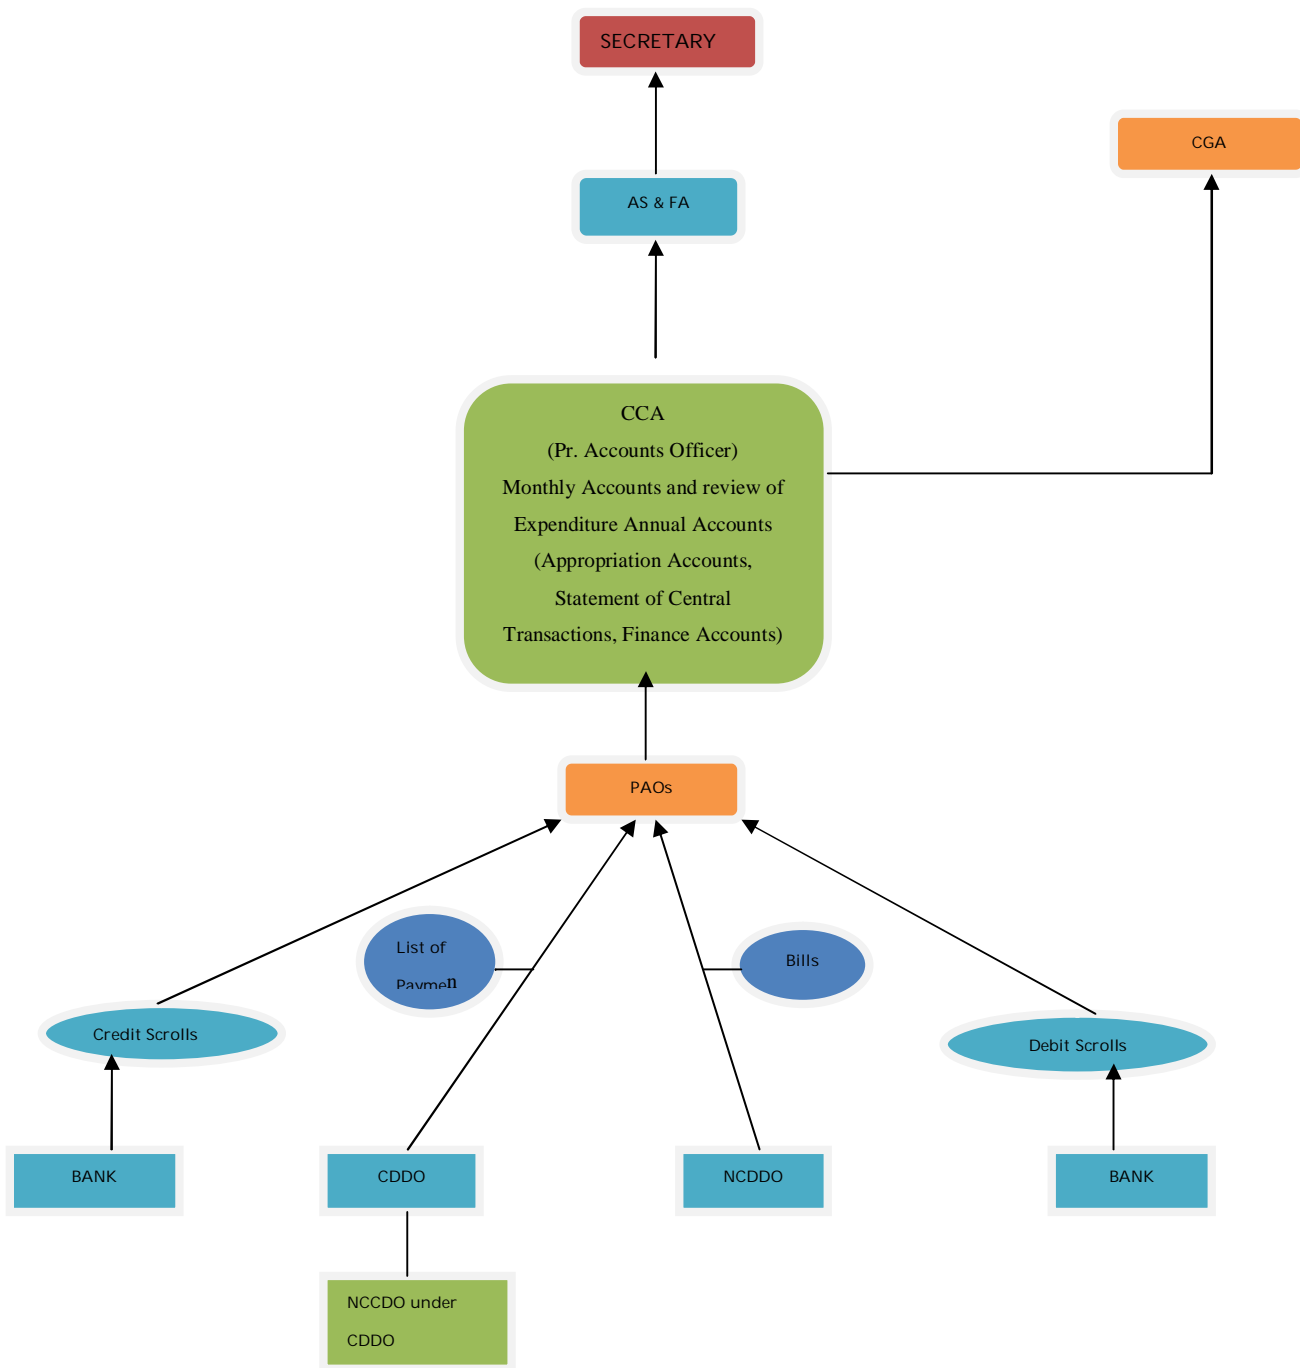 SECRETARY
CGA
AS & FA
CCA
(Pr. Accounts Officer)
Monthly Accounts and review of
Expenditure Annual Accounts
(Appropriation Accounts,
Statement of Central
Transactions, Finance Accounts)
PAOs
List of
Paymen
Bills
Credit Scrolls
Debit Scrolls
BANK
CDDO
NCDDO
BANK
NCCDO under
CDDO